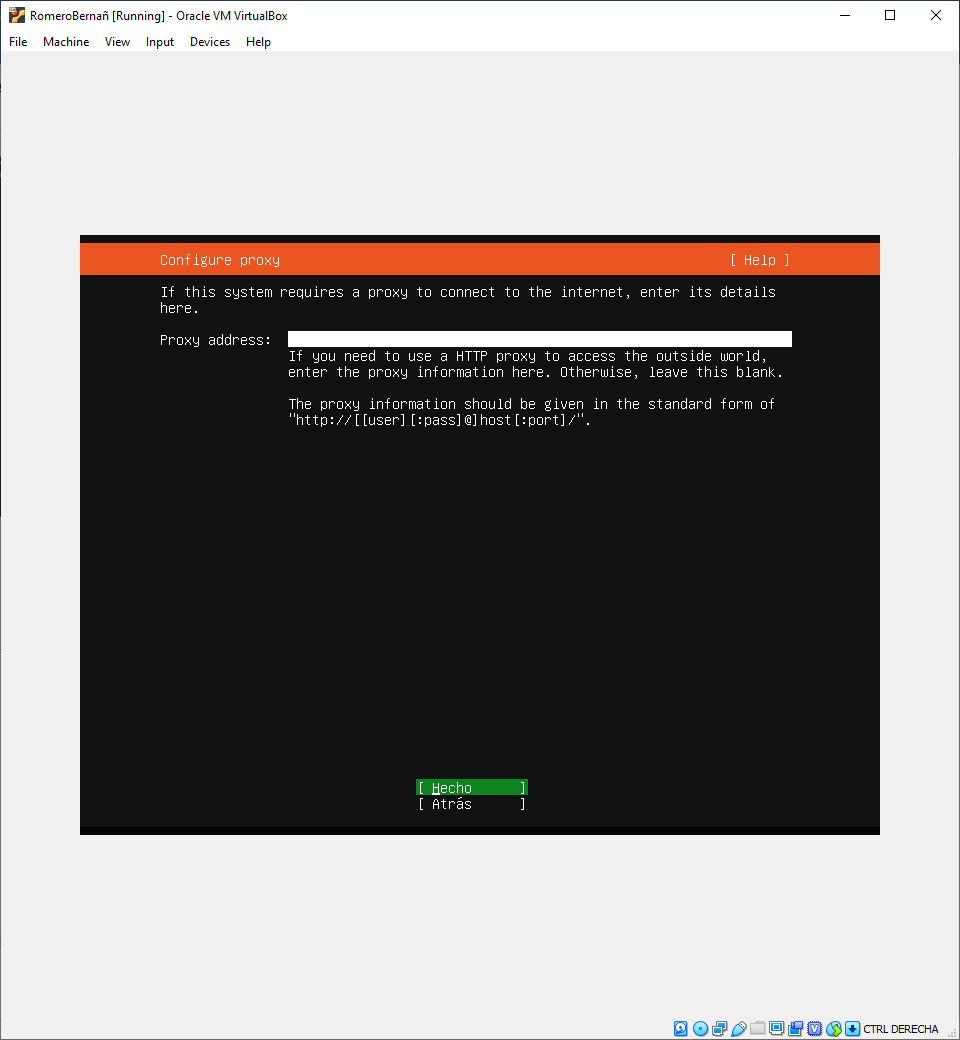 RomeroBernañ [Running] - Oracle VM VirtualBox
File Machine View Input Devices Help
Configure proxy [ Help ]
If this system requires a proxy to connect to the internet, enter its details
here.
Proxy address:
If you need to use a HTTP proxy to access the outside world,
enter the proxy information here. Otherwise, leave this blank.
The proxy information should be given in the standard form of
"http://[[user][:pass]@]host[:port]/".
[ Hecho ]
[ Atrás ]
CTRL DERECHA